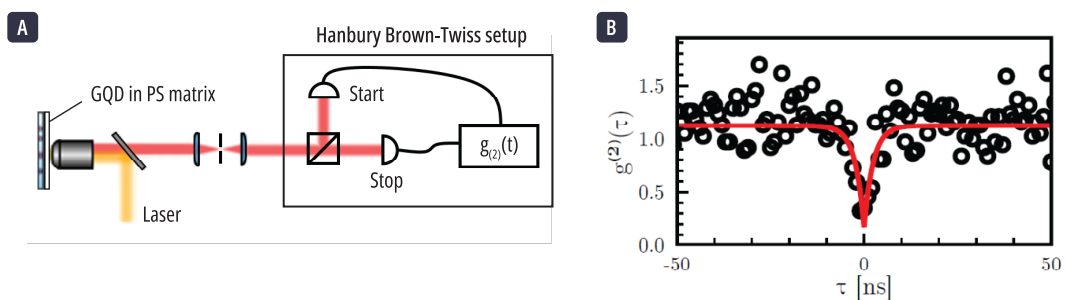 A
Hanbury Brown-Twiss setup
GQD in PS matrix
Start
g(2)(t)
Stop
Laser
B
g(2)(τ)
1.5
1.0
0.5
0.0
-50
0
50
τ [ns]